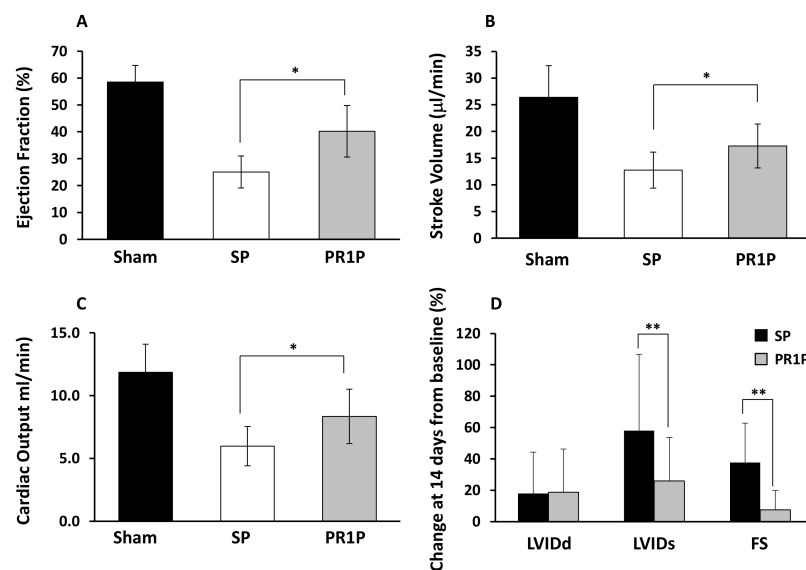 A
Ejection Fraction (%)
70
60
50
40
30
20
10
0
*
Sham SP PR1P
B
Stroke Volume (µl/min)
35
30
25
20
15
10
5
0
*
Sham SP PR1P
C
Cardiac Output ml/min)
15.0
10.0
5.0
0.0
*
Sham SP PR1P
D
Change at 14 days from baseline (%)
120
100
80
60
40
20
0
**
**
SP
PR1P
LVIDd LVIDs FS